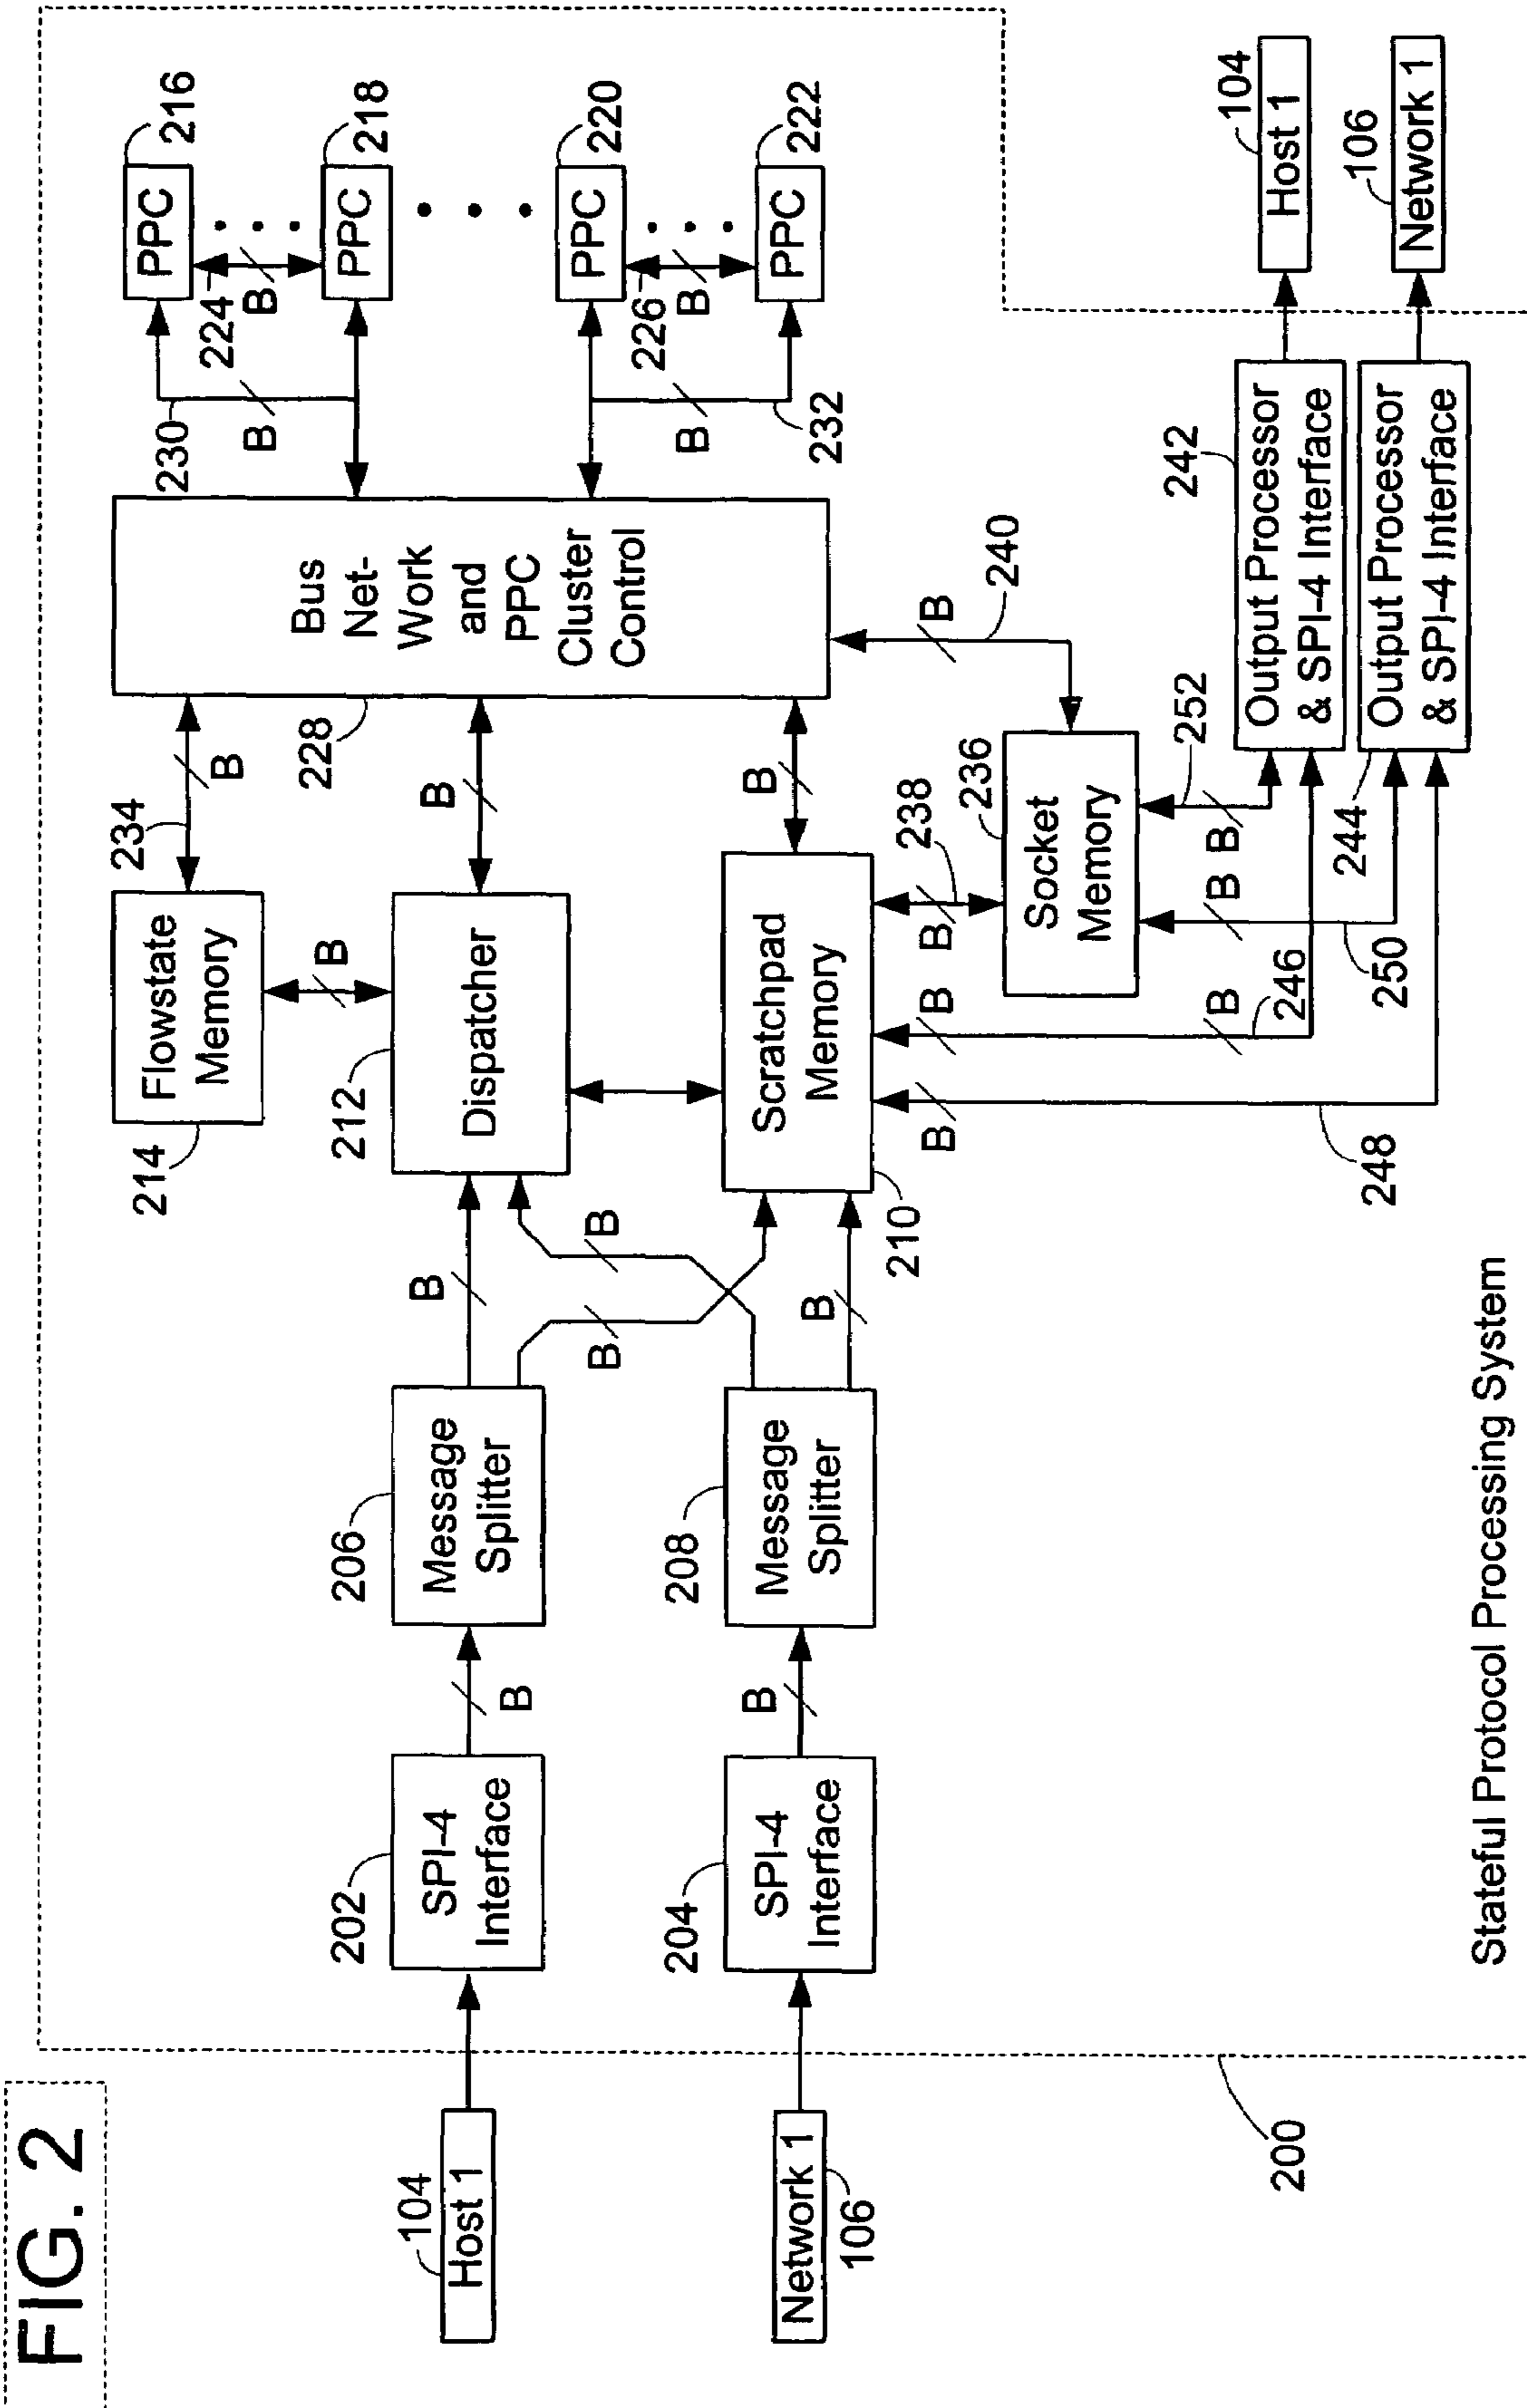 FIG. 2
104
Host 1
Network 1
106
200
202
SPI-4
Interface
B
204
SPI-4
Interface
B
206
Message
Splitter
B
B
208
Message
Splitter
B
B
214
Flowstate
Memory
234
B
B
212
Dispatcher
B
210
Scratchpad
Memory
B
238
B
B
B
B
246
248
236
Socket
Memory
240
B
252
B
B
250
228
Bus
Net-
Work
and
PPC
Cluster
Control
230
B
232
B
PPC
216
224
B
PPC
218
PPC
220
226
B
PPC
222
242
Output Processor
& SPI-4 Interface
244
Output Processor
& SPI-4 Interface
104
Host 1
106
Network 1
Stateful Protocol Processing System